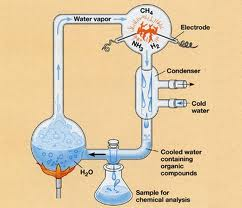 Water vapor
CH4
NH3 H2
Electrode
Condenser
Cold
water
H2O
Cooled water
containing
organic
compounds
Sample for
chemical analysis